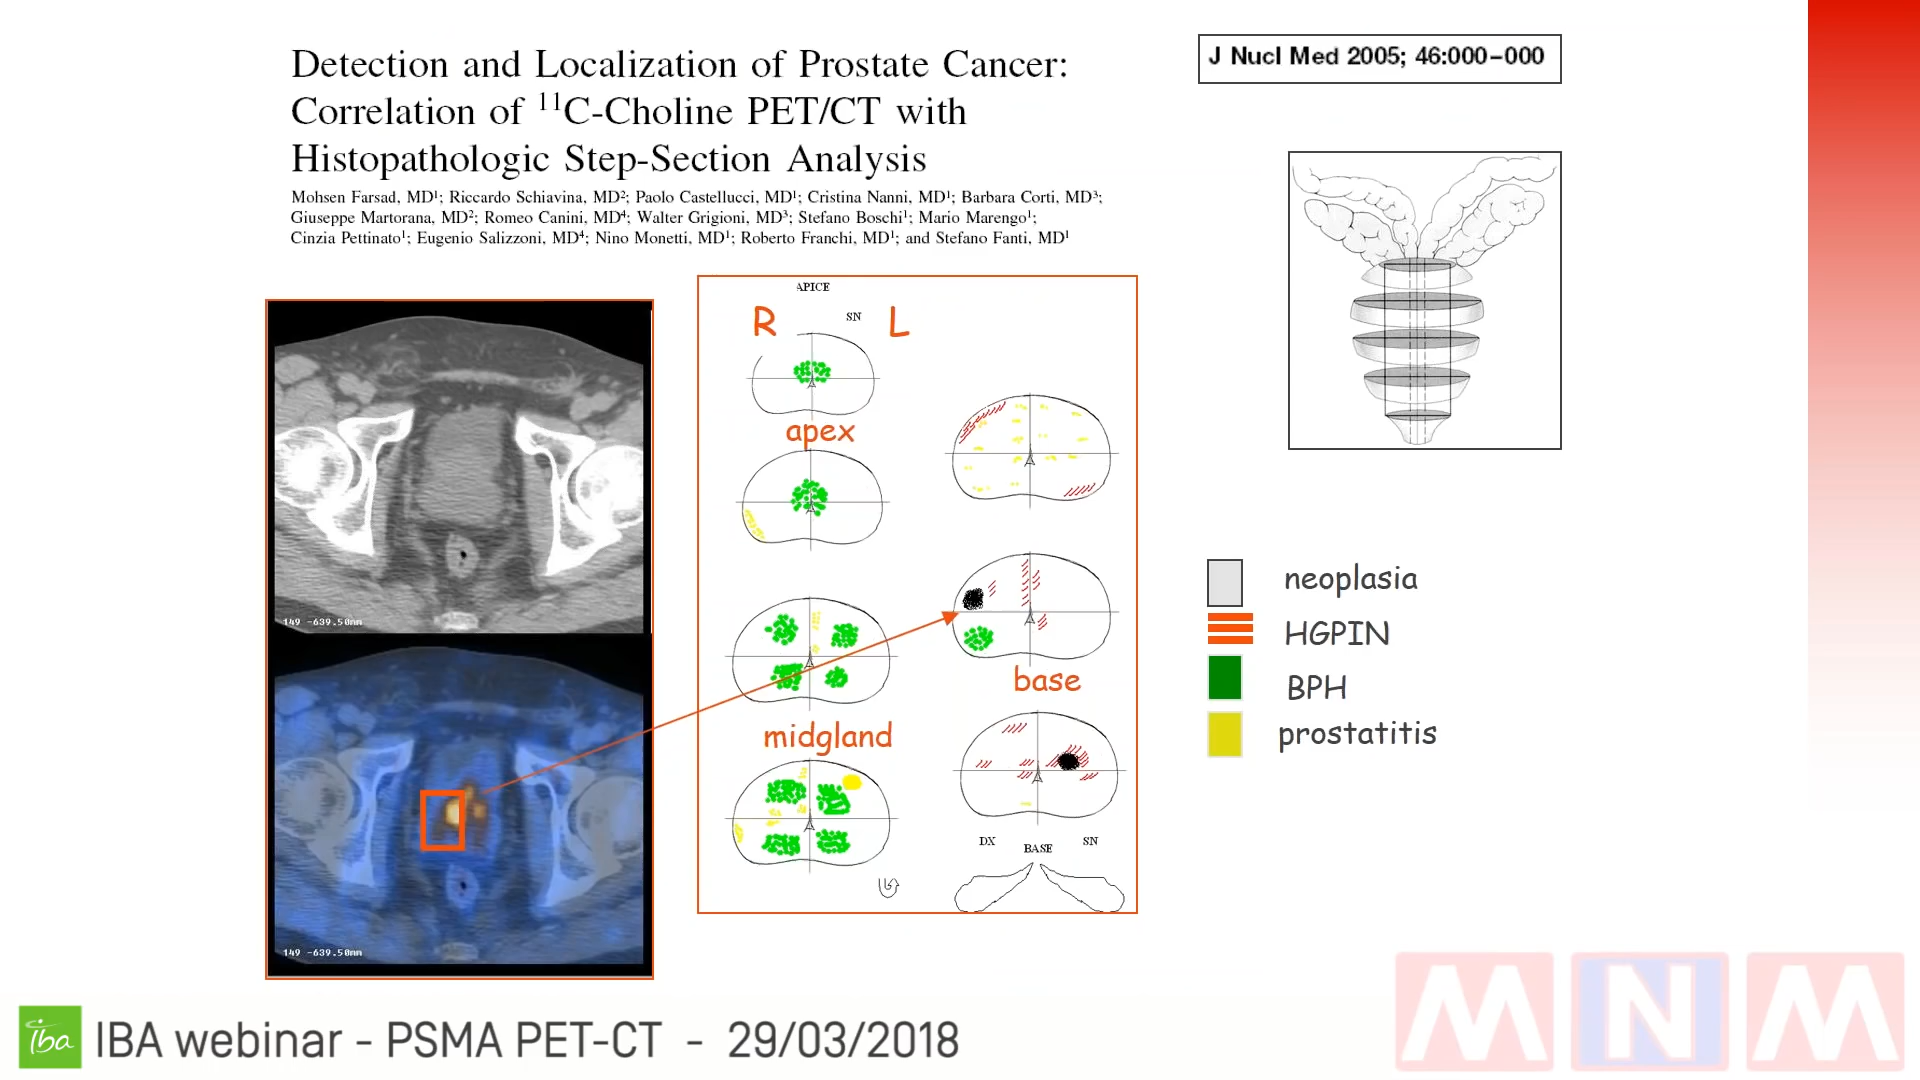 Detection and Localization of Prostate Cancer:
Correlation of ¹¹C-Choline PET/CT with
Histopathologic Step-Section Analysis
Mohsen Farsad, MD¹; Riccardo Schiavina, MD²; Paolo Castellucci, MD¹; Cristina Nanni, MD¹; Barbara Corti, MD³;
Giuseppe Martorana, MD²; Romeo Canini, MD⁴; Walter Grigioni, MD³; Stefano Boschi¹; Mario Marengo¹;
Cinzia Pettinato¹; Eugenio Salizzoni, MD⁴; Nino Monetti, MD¹; Roberto Franchi, MD¹; and Stefano Fanti, MD¹
J Nucl Med 2005; 46:000–000
149 -639.50mm
149 -639.50mm
APICE
R
SN
L
apex
midgland
base
DX
BASE
SN
neoplasia
HGPIN
BPH
prostatitis
iba
IBA webinar - PSMA PET-CT - 29/03/2018
M N M